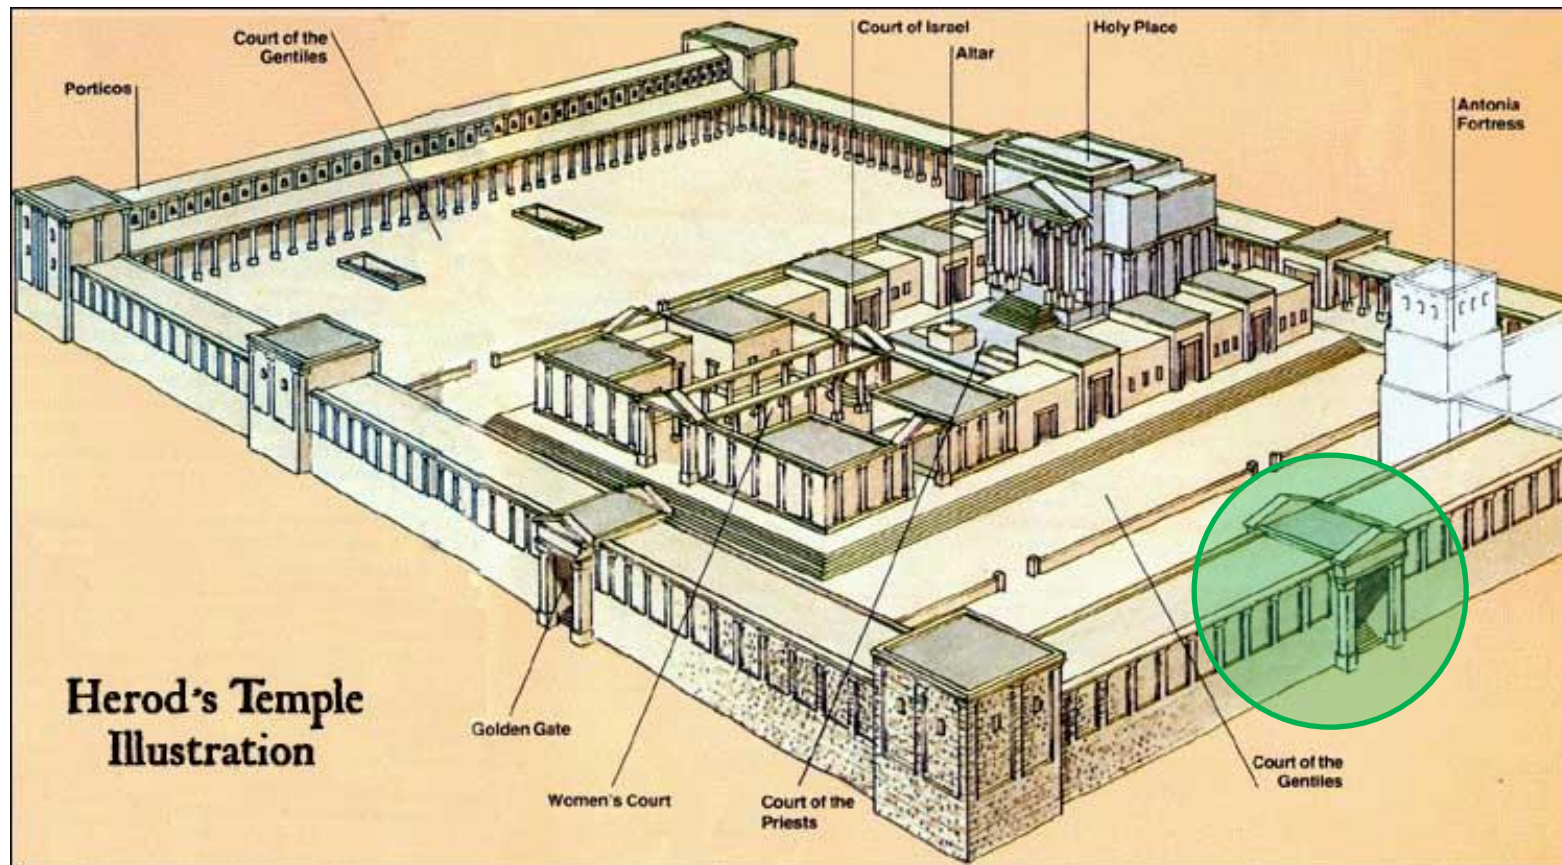 Court of the
Gentiles
Court of Israel
Holy Place
Altar
Porticos
Antonia
Fortress
Herod's Temple
Illustration
Golden Gate
Women's Court
Court of the
Priests
Court of the
Gentiles